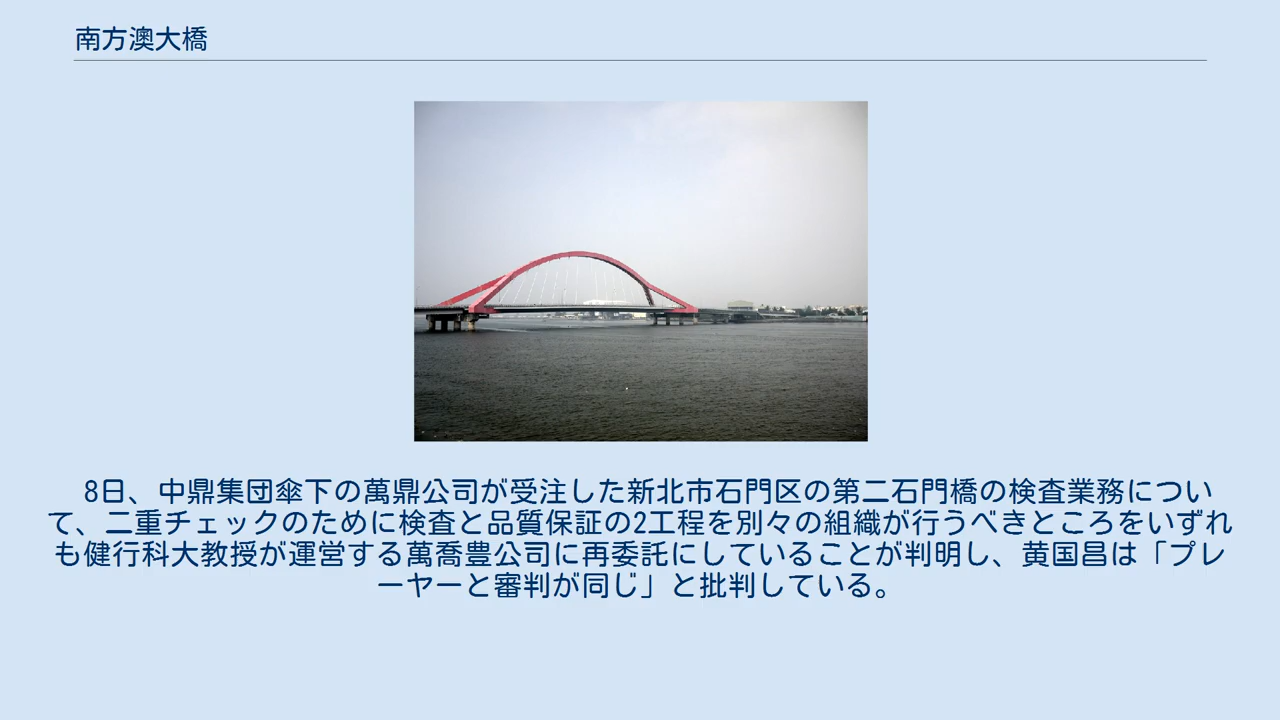 南方澳大橋
8日、中鼎集団傘下の萬鼎公司が受注した新北市石門区の第二石門橋の検査業務につい
て、二重チェックのために検査と品質保証の2工程を別々の組織が行うべきところをいずれ
も健行科大教授が運営する萬喬豊公司に再委託にしていることが判明し、黄国昌は「プレ
ーヤーと審判が同じ」と批判している。